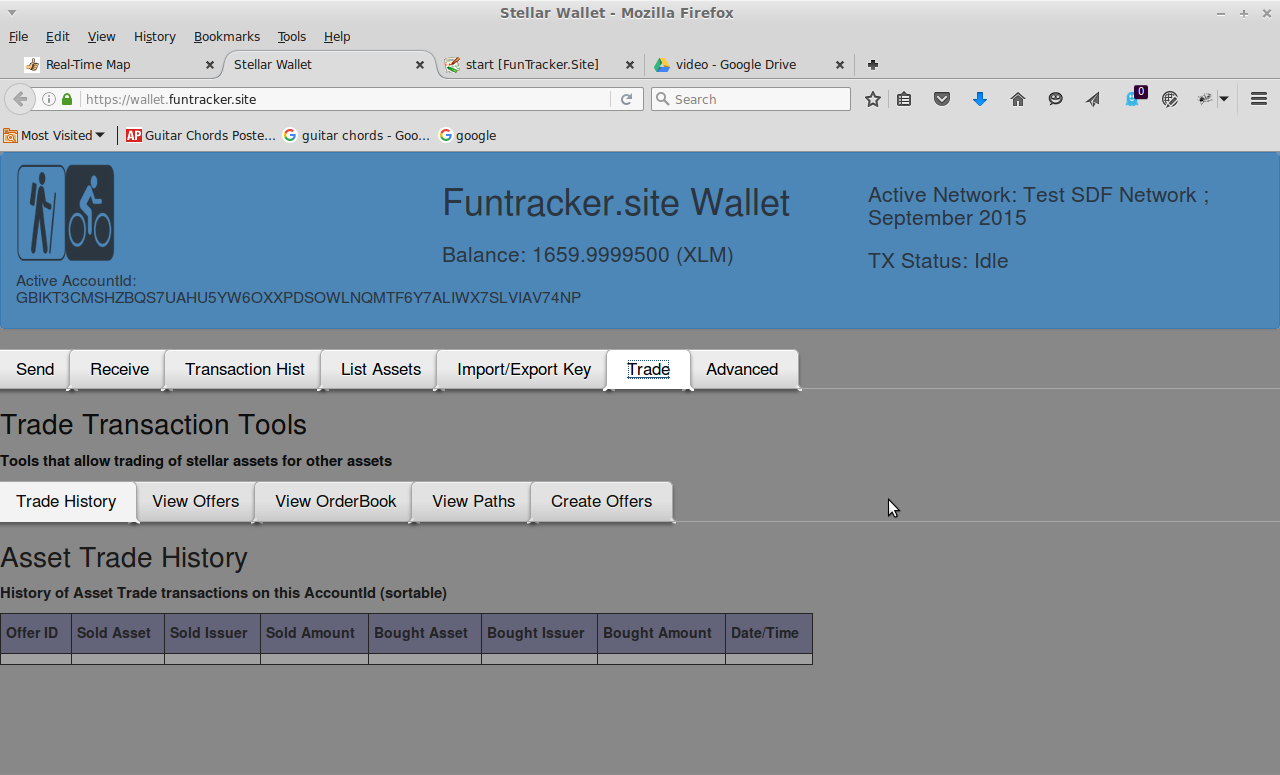 Stellar Wallet - Mozilla Firefox
File Edit View History Bookmarks Tools Help
Real-Time Map Stellar Wallet start [FunTracker.Site] video - Google Drive
https://wallet.funtracker.site Search 0
Most Visited AP Guitar Chords Poste... guitar chords - Goo... google
Funtracker.site Wallet
Balance: 1659.9999500 (XLM)
Active Network: Test SDF Network ;
September 2015
TX Status: Idle
Active AccountId:
GBIKT3CMSHZBQS7UAHU5YW6OXXPDSOWLNQMTF6Y7ALIWX7SLVIAV74NP
Send Receive Transaction Hist List Assets Import/Export Key Trade Advanced
Trade Transaction Tools
Tools that allow trading of stellar assets for other assets
Trade History View Offers View OrderBook View Paths Create Offers
Asset Trade History
History of Asset Trade transactions on this AccountId (sortable)
Offer ID Sold Asset Sold Issuer Sold Amount Bought Asset Bought Issuer Bought Amount Date/Time